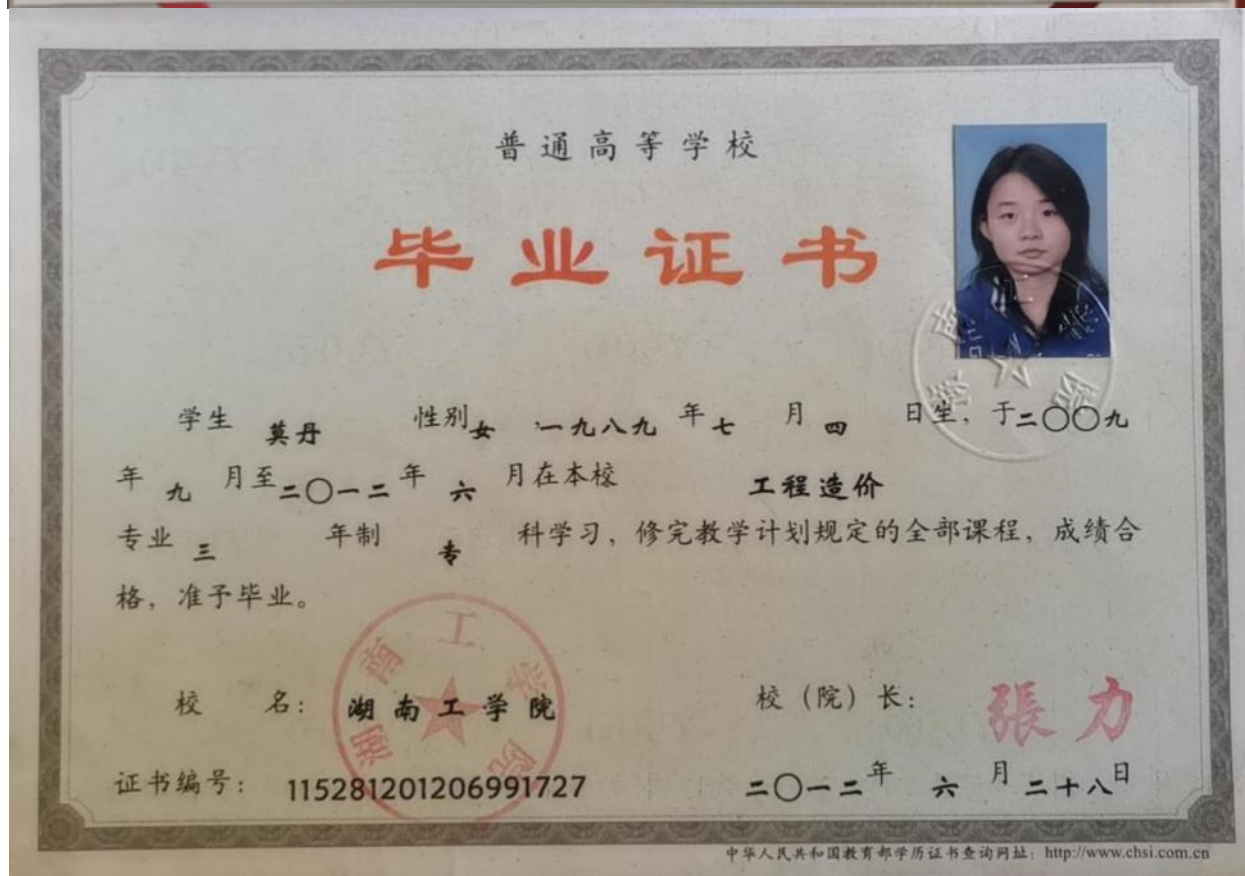 普通高等学校
毕业证书
学生 莫丹 性别女,一九八九年七月四日生,于二〇〇九
年九月至二〇一二年六月在本校 工程造价
专业 三 年制 专 科学习,修完教学计划规定的全部课程,成绩合
格,准予毕业。
湖南工学院
校 名: 湖南工学院
校(院)长: 張力
证书编号: 115281201206991727
二〇一二年六月二十八日
中华人民共和国教育部学历证书查询网址:http://www.chsi.com.cn